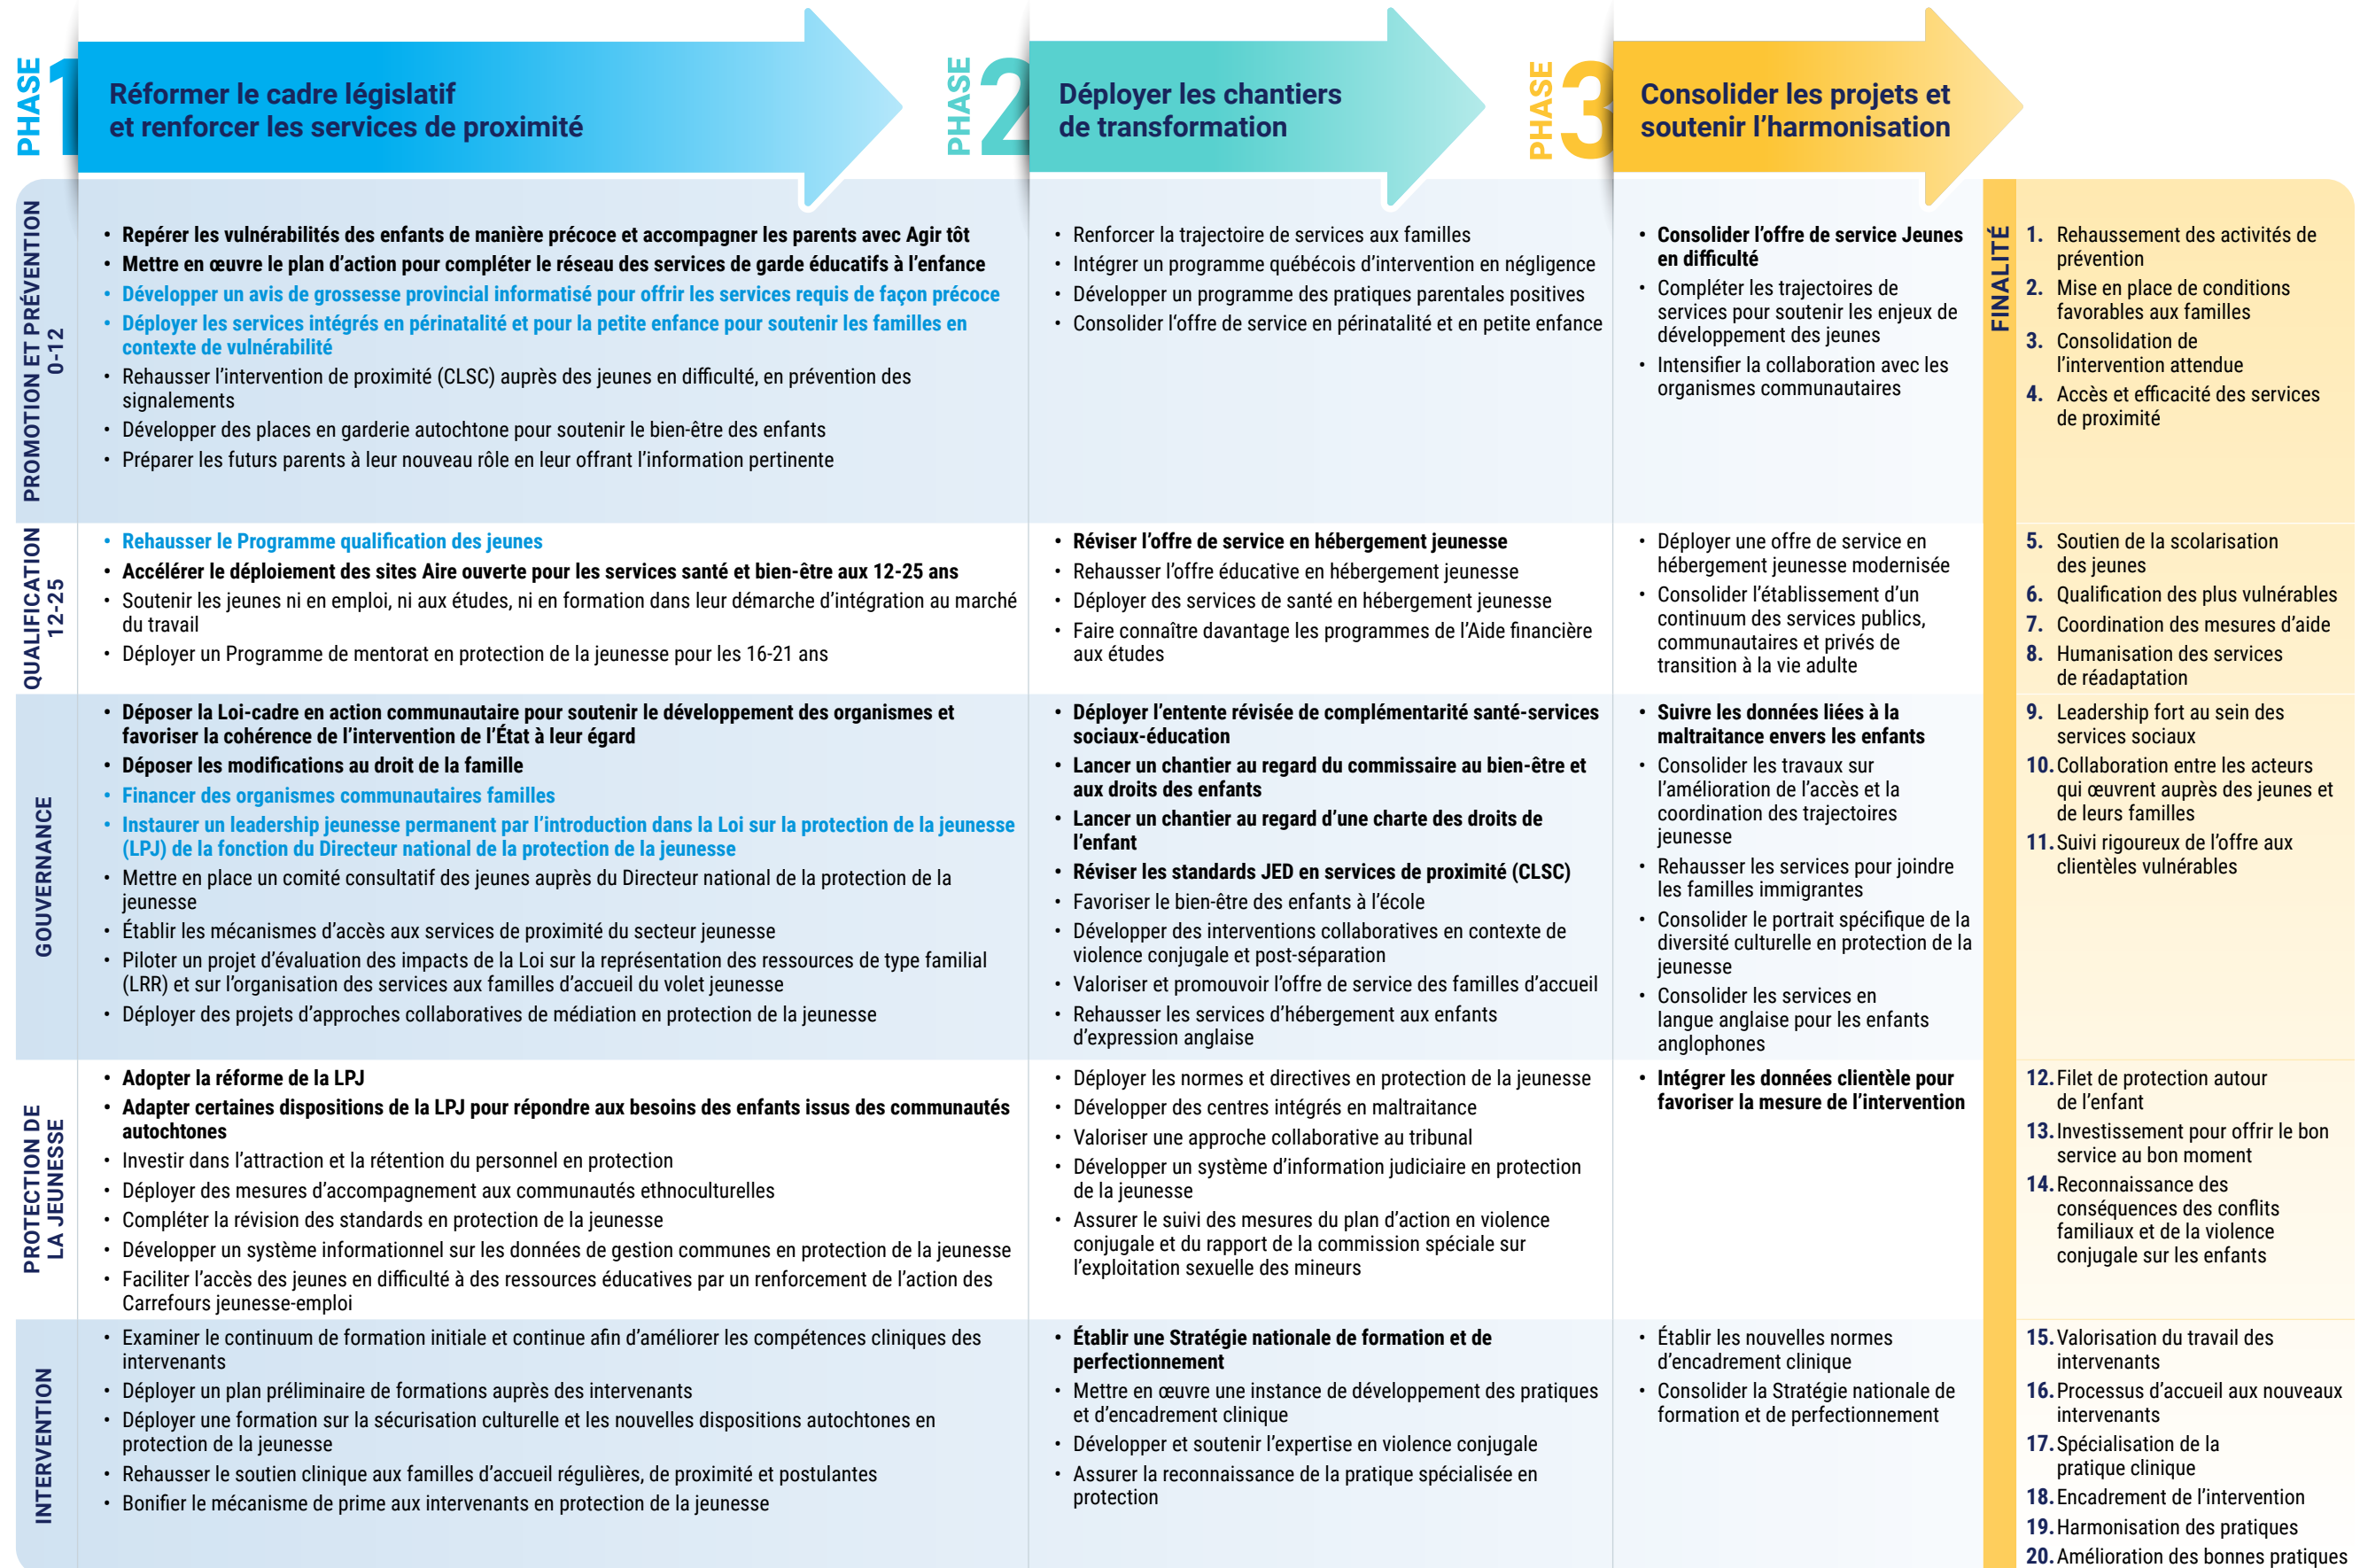 PHASE 1
Réformer le cadre législatif
et renforcer les services de proximité
PHASE 2
Déployer les chantiers
de transformation
PHASE 3
Consolider les projets et
soutenir l’harmonisation
FINALITÉ
PROMOTION ET PRÉVENTION
0-12
• Repérer les vulnérabilités des enfants de manière précoce et accompagner les parents avec Agir tôt
• Mettre en œuvre le plan d’action pour compléter le réseau des services de garde éducatifs à l’enfance
• Développer un avis de grossesse provincial informatisé pour offrir les services requis de façon précoce
• Déployer les services intégrés en périnatalité et pour la petite enfance pour soutenir les familles en
contexte de vulnérabilité
• Rehausser l’intervention de proximité (CLSC) auprès des jeunes en difficulté, en prévention des
signalements
• Développer des places en garderie autochtone pour soutenir le bien-être des enfants
• Préparer les futurs parents à leur nouveau rôle en leur offrant l’information pertinente
• Renforcer la trajectoire de services aux familles
• Intégrer un programme québécois d’intervention en négligence
• Développer un programme des pratiques parentales positives
• Consolider l’offre de service en périnatalité et en petite enfance
• Consolider l’offre de service Jeunes
en difficulté
• Compléter les trajectoires de
services pour soutenir les enjeux de
développement des jeunes
• Intensifier la collaboration avec les
organismes communautaires
1. Rehaussement des activités de
prévention
2. Mise en place de conditions
favorables aux familles
3. Consolidation de
l’intervention attendue
4. Accès et efficacité des services
de proximité
QUALIFICATION
12-25
• Rehausser le Programme qualification des jeunes
• Accélérer le déploiement des sites Aire ouverte pour les services santé et bien-être aux 12-25 ans
• Soutenir les jeunes ni en emploi, ni aux études, ni en formation dans leur démarche d’intégration au marché
du travail
• Déployer un Programme de mentorat en protection de la jeunesse pour les 16-21 ans
• Réviser l’offre de service en hébergement jeunesse
• Rehausser l’offre éducative en hébergement jeunesse
• Déployer des services de santé en hébergement jeunesse
• Faire connaître davantage les programmes de l’Aide financière
aux études
• Déployer une offre de service en
hébergement jeunesse modernisée
• Consolider l’établissement d’un
continuum des services publics,
communautaires et privés de
transition à la vie adulte
5. Soutien de la scolarisation
des jeunes
6. Qualification des plus vulnérables
7. Coordination des mesures d’aide
8. Humanisation des services
de réadaptation
GOUVERNANCE
• Déposer la Loi-cadre en action communautaire pour soutenir le développement des organismes et
favoriser la cohérence de l’intervention de l’État à leur égard
• Déposer les modifications au droit de la famille
• Financer des organismes communautaires familles
• Instaurer un leadership jeunesse permanent par l’introduction dans la Loi sur la protection de la jeunesse
(LPJ) de la fonction du Directeur national de la protection de la jeunesse
• Mettre en place un comité consultatif des jeunes auprès du Directeur national de la protection de la
jeunesse
• Établir les mécanismes d’accès aux services de proximité du secteur jeunesse
• Piloter un projet d’évaluation des impacts de la Loi sur la représentation des ressources de type familial
(LRR) et sur l’organisation des services aux familles d’accueil du volet jeunesse
• Déployer des projets d’approches collaboratives de médiation en protection de la jeunesse
• Déployer l’entente révisée de complémentarité santé-services
sociaux-éducation
• Lancer un chantier au regard du commissaire au bien-être et
aux droits des enfants
• Lancer un chantier au regard d’une charte des droits de
l’enfant
• Réviser les standards JED en services de proximité (CLSC)
• Favoriser le bien-être des enfants à l’école
• Développer des interventions collaboratives en contexte de
violence conjugale et post-séparation
• Valoriser et promouvoir l’offre de service des familles d’accueil
• Rehausser les services d’hébergement aux enfants
d’expression anglaise
• Suivre les données liées à la
maltraitance envers les enfants
• Consolider les travaux sur
l’amélioration de l’accès et la
coordination des trajectoires
jeunesse
• Rehausser les services pour joindre
les familles immigrantes
• Consolider le portrait spécifique de la
diversité culturelle en protection de la
jeunesse
• Consolider les services en
langue anglaise pour les enfants
anglophones
9. Leadership fort au sein des
services sociaux
10. Collaboration entre les acteurs
qui œuvrent auprès des jeunes et
de leurs familles
11. Suivi rigoureux de l’offre aux
clientèles vulnérables
PROTECTION DE
LA JEUNESSE
• Adopter la réforme de la LPJ
• Adapter certaines dispositions de la LPJ pour répondre aux besoins des enfants issus des communautés
autochtones
• Investir dans l’attraction et la rétention du personnel en protection
• Déployer des mesures d’accompagnement aux communautés ethnoculturelles
• Compléter la révision des standards en protection de la jeunesse
• Développer un système informationnel sur les données de gestion communes en protection de la jeunesse
• Faciliter l’accès des jeunes en difficulté à des ressources éducatives par un renforcement de l’action des
Carrefours jeunesse-emploi
• Déployer les normes et directives en protection de la jeunesse
• Développer des centres intégrés en maltraitance
• Valoriser une approche collaborative au tribunal
• Développer un système d’information judiciaire en protection
de la jeunesse
• Assurer le suivi des mesures du plan d’action en violence
conjugale et du rapport de la commission spéciale sur
l’exploitation sexuelle des mineurs
• Intégrer les données clientèle pour
favoriser la mesure de l’intervention
12. Filet de protection autour
de l’enfant
13. Investissement pour offrir le bon
service au bon moment
14. Reconnaissance des
conséquences des conflits
familiaux et de la violence
conjugale sur les enfants
INTERVENTION
• Examiner le continuum de formation initiale et continue afin d’améliorer les compétences cliniques des
intervenants
• Déployer un plan préliminaire de formations auprès des intervenants
• Déployer une formation sur la sécurisation culturelle et les nouvelles dispositions autochtones en
protection de la jeunesse
• Rehausser le soutien clinique aux familles d’accueil régulières, de proximité et postulantes
• Bonifier le mécanisme de prime aux intervenants en protection de la jeunesse
• Établir une Stratégie nationale de formation et de
perfectionnement
• Mettre en œuvre une instance de développement des pratiques
et d’encadrement clinique
• Développer et soutenir l’expertise en violence conjugale
• Assurer la reconnaissance de la pratique spécialisée en
protection
• Établir les nouvelles normes
d’encadrement clinique
• Consolider la Stratégie nationale de
formation et de perfectionnement
15. Valorisation du travail des
intervenants
16. Processus d’accueil aux nouveaux
intervenants
17. Spécialisation de la
pratique clinique
18. Encadrement de l’intervention
19. Harmonisation des pratiques
20. Amélioration des bonnes pratiques